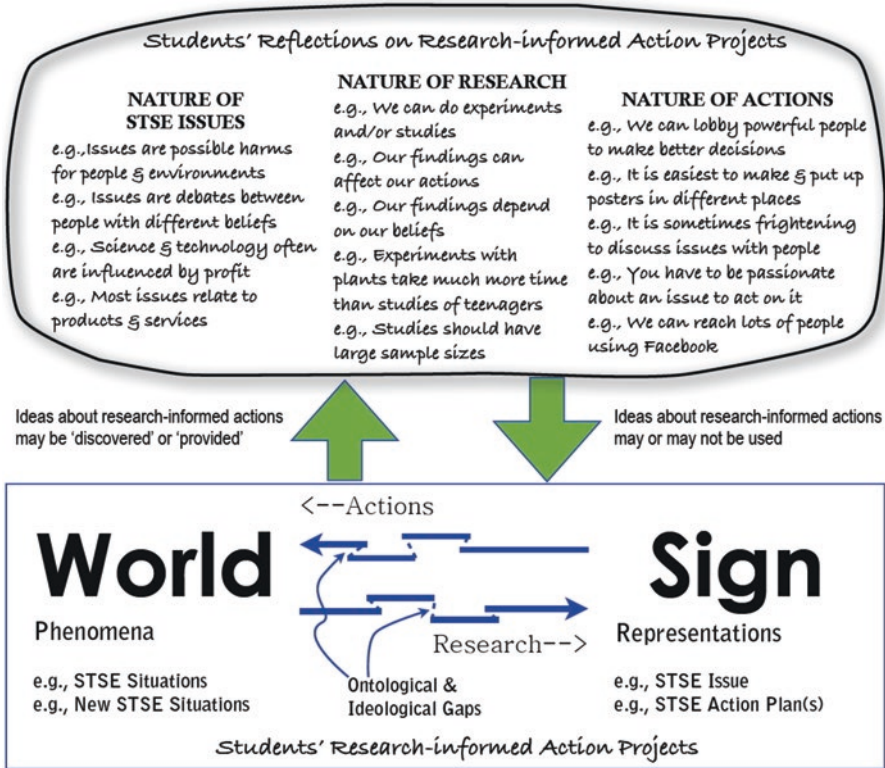 Students' Reflections on Research-informed Action Projects
NATURE OF
STSE ISSUES
e.g.,Issues are possible harms
for people & environments
e.g., Issues are debates between
people with different beliefs
e.g., Science & technology often
are influenced by profit
e.g., Most issues relate to
products & services
NATURE OF RESEARCH
e.g., We can do experiments
and/or studies
e.g., Our findings can
affect our actions
e.g., Our findings depend
on our beliefs
e.g., Experiments with
plants take much more time
than studies of teenagers
e.g., Studies should have
large sample sizes
NATURE OF ACTIONS
e.g., We can lobby powerful people
to make better decisions
e.g., It is easiest to make & put up
posters in different places
e.g., It is sometimes frightening
to discuss issues with people
e.g., You have to be passionate
about an issue to act on it
e.g., We can reach lots of people
using Facebook
Ideas about research-informed actions
may be 'discovered' or 'provided'
Ideas about research-informed actions
may or may not be used
<--Actions
World
Phenomena
e.g., STSE Situations
e.g., New STSE Situations
Research-->
Ontological &
Ideological Gaps
Sign
Representations
e.g., STSE Issue
e.g., STSE Action Plan(s)
Students' Research-informed Action Projects